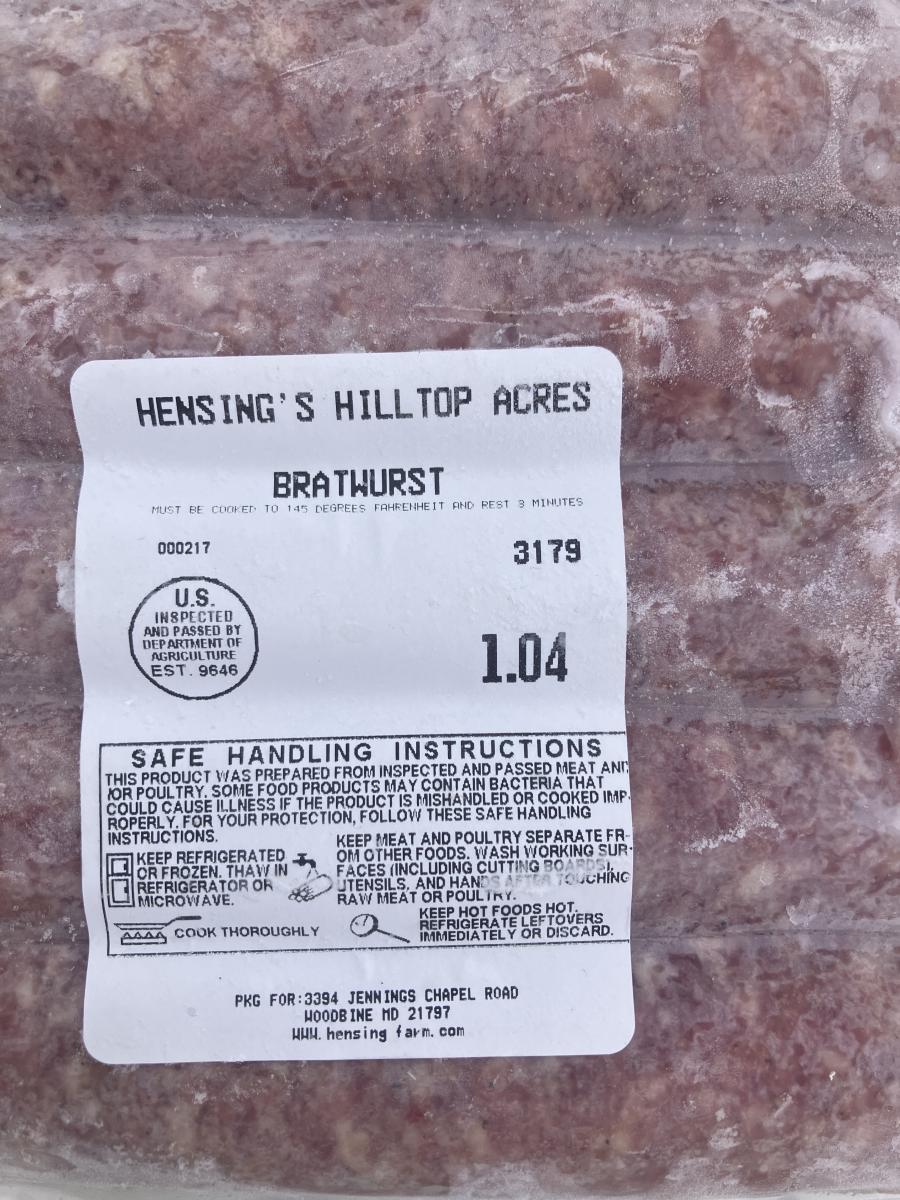 HENSING'S HILLTOP ACRES
BRATWURST
MUST BE COOKED TO 145 DEGREES FAHRENHEIT AND REST 3 MINUTES
000217
3179
U.S.
INSPECTED
AND PASSED BY
DEPARTMENT OF
AGRICULTURE
EST. 9646
1.04
SAFE HANDLING INSTRUCTIONS
THIS PRODUCT WAS PREPARED FROM INSPECTED AND PASSED MEAT AND
/OR POULTRY. SOME FOOD PRODUCTS MAY CONTAIN BACTERIA THAT
COULD CAUSE ILLNESS IF THE PRODUCT IS MISHANDLED OR COOKED IMP-
ROPERLY. FOR YOUR PROTECTION, FOLLOW THESE SAFE HANDLING
INSTRUCTIONS.
KEEP REFRIGERATED
OR FROZEN. THAW IN
REFRIGERATOR OR
MICROWAVE.
KEEP MEAT AND POULTRY SEPARATE FR-
OM OTHER FOODS. WASH WORKING SUR-
FACES (INCLUDING CUTTING BOARDS),
UTENSILS, AND HANDS AFTER TOUCHING
RAW MEAT OR POULTRY.
COOK THOROUGHLY
KEEP HOT FOODS HOT.
REFRIGERATE LEFTOVERS
IMMEDIATELY OR DISCARD.
PKG FOR:3394 JENNINGS CHAPEL ROAD
WOODBINE MD 21797
WWW.hensing farm.com